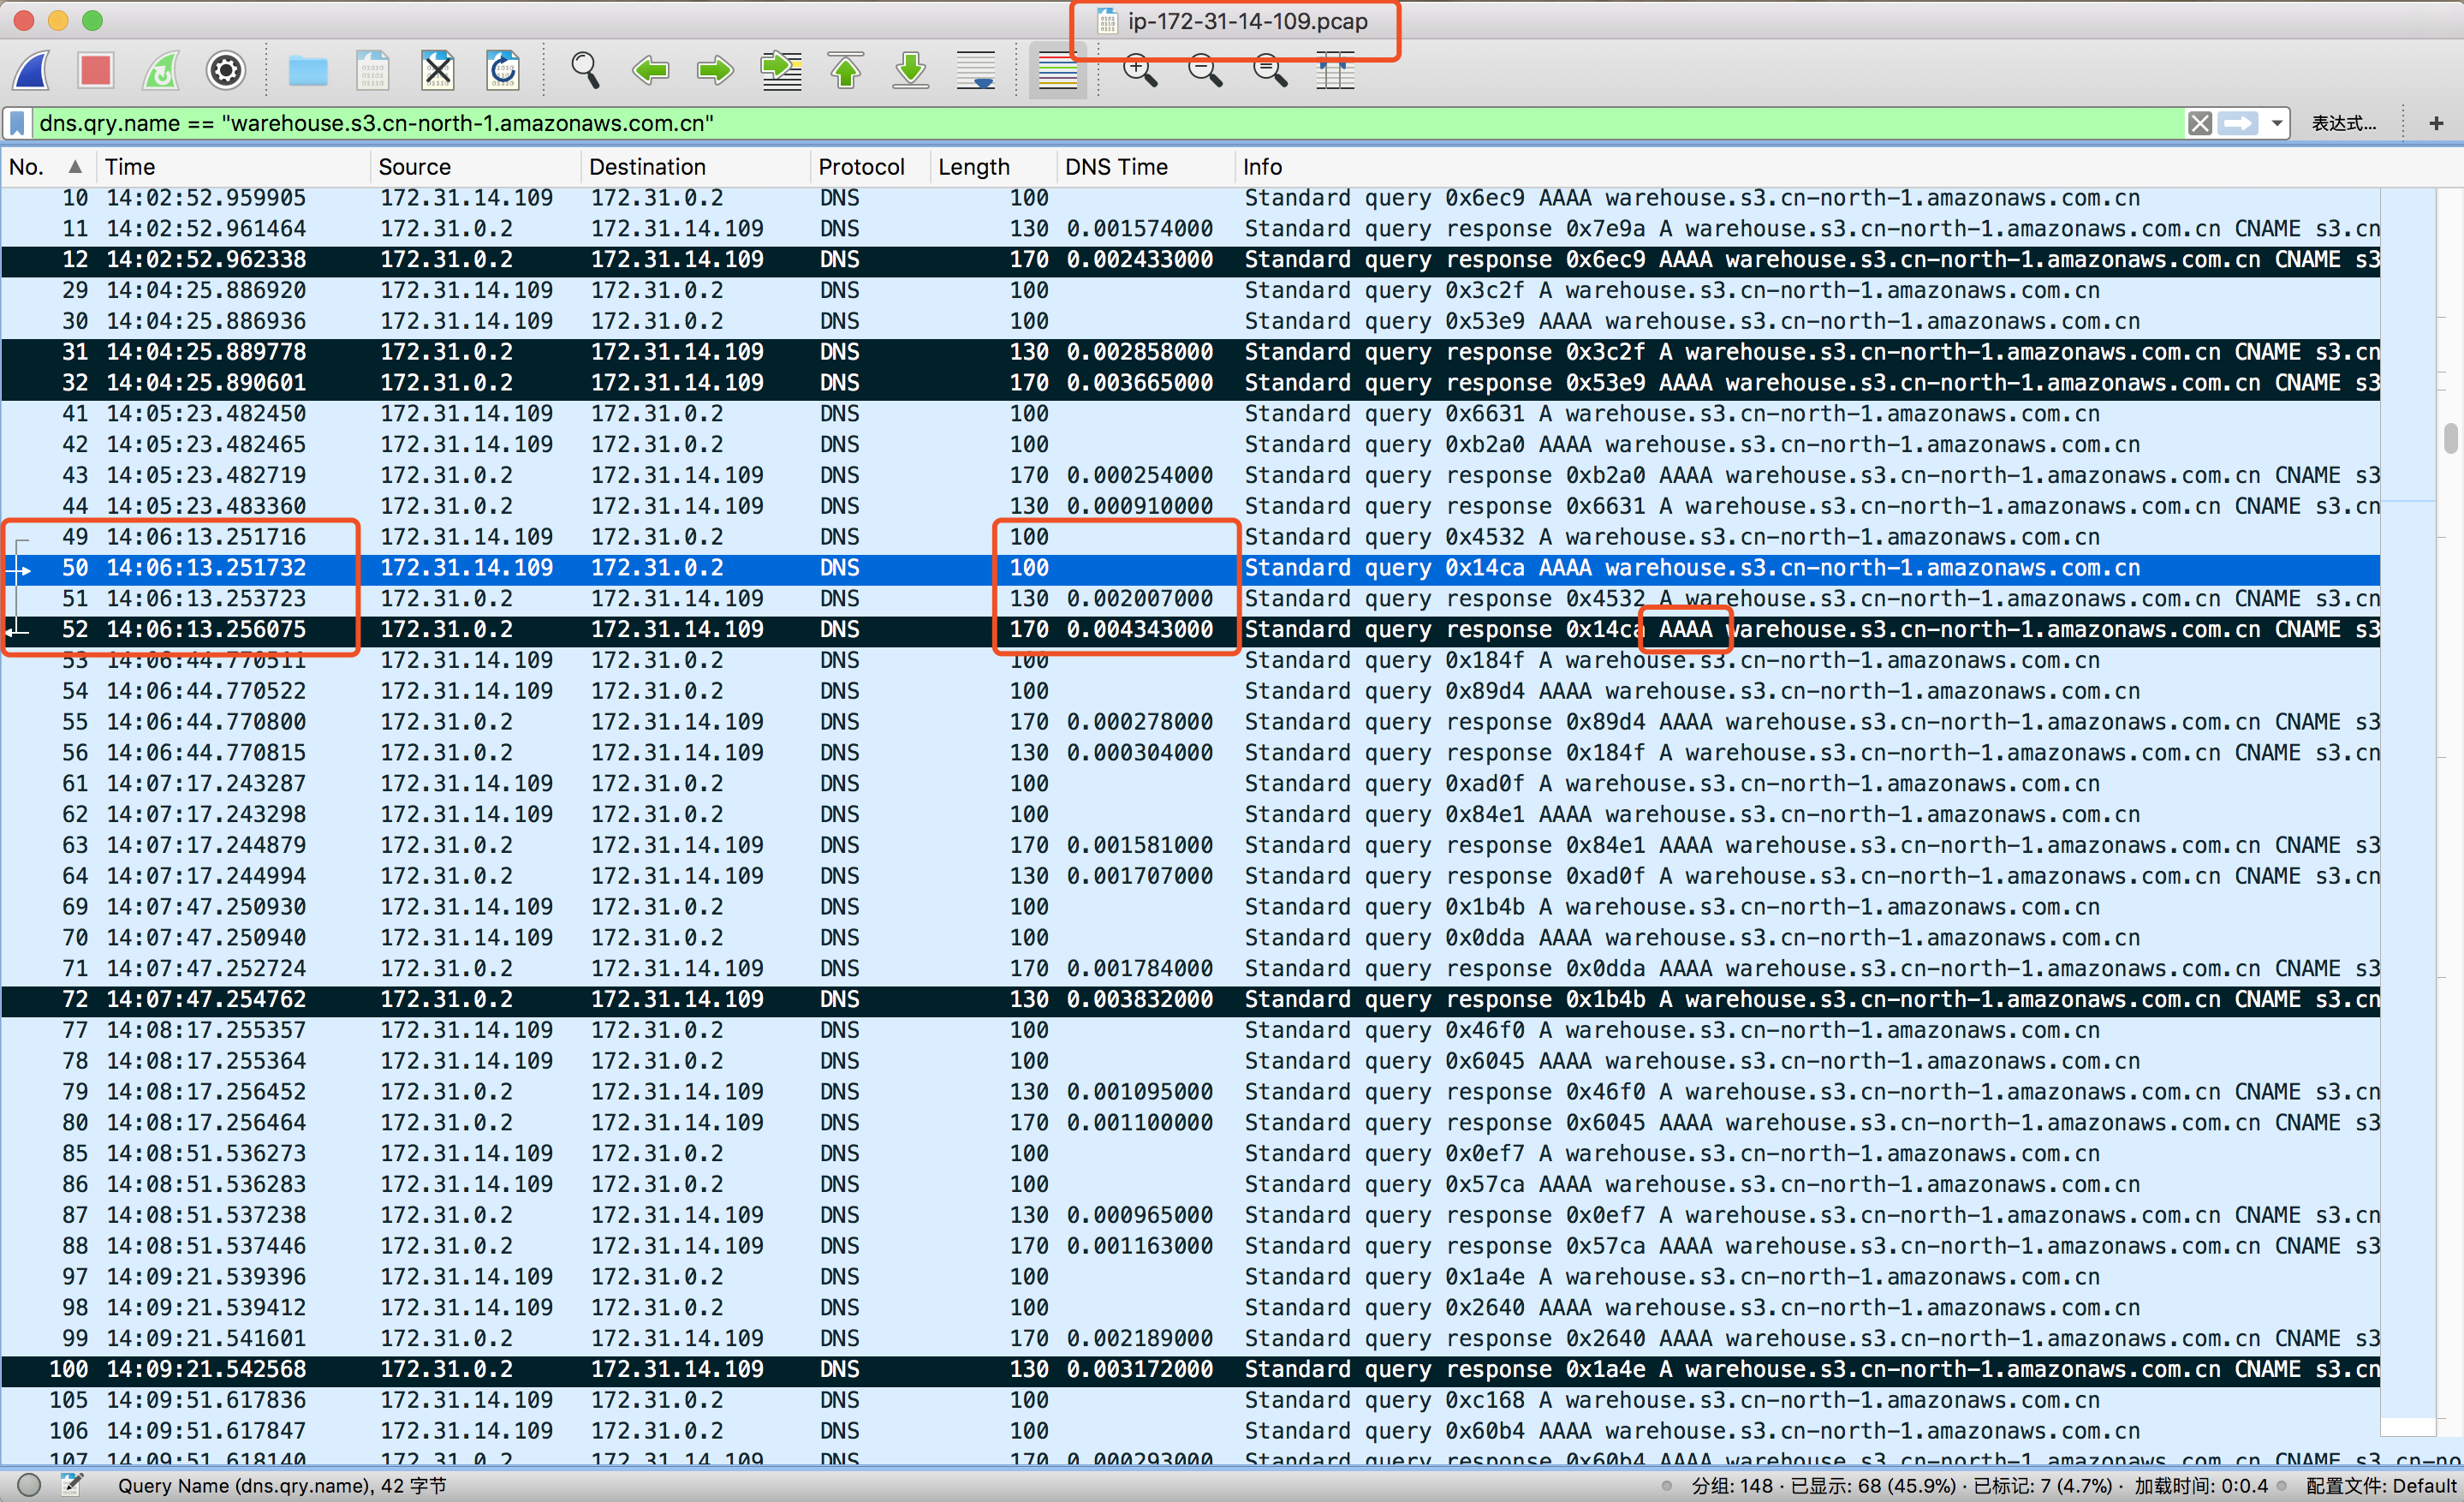 ip-172-31-14-109.pcap
dns.qry.name == "warehouse.s3.cn-north-1.amazonaws.com.cn" 表达式… +
No. Time Source Destination Protocol Length DNS Time Info
10 14:02:52.959905 172.31.14.109 172.31.0.2 DNS 100 Standard query 0x6ec9 AAAA warehouse.s3.cn-north-1.amazonaws.com.cn
11 14:02:52.961464 172.31.0.2 172.31.14.109 DNS 130 0.001574000 Standard query response 0x7e9a A warehouse.s3.cn-north-1.amazonaws.com.cn CNAME s3.cn
12 14:02:52.962338 172.31.0.2 172.31.14.109 DNS 170 0.002433000 Standard query response 0x6ec9 AAAA warehouse.s3.cn-north-1.amazonaws.com.cn CNAME s3
29 14:04:25.886920 172.31.14.109 172.31.0.2 DNS 100 Standard query 0x3c2f A warehouse.s3.cn-north-1.amazonaws.com.cn
30 14:04:25.886936 172.31.14.109 172.31.0.2 DNS 100 Standard query 0x53e9 AAAA warehouse.s3.cn-north-1.amazonaws.com.cn
31 14:04:25.889778 172.31.0.2 172.31.14.109 DNS 130 0.002858000 Standard query response 0x3c2f A warehouse.s3.cn-north-1.amazonaws.com.cn CNAME s3.cn
32 14:04:25.890601 172.31.0.2 172.31.14.109 DNS 170 0.003665000 Standard query response 0x53e9 AAAA warehouse.s3.cn-north-1.amazonaws.com.cn CNAME s3
41 14:05:23.482450 172.31.14.109 172.31.0.2 DNS 100 Standard query 0x6631 A warehouse.s3.cn-north-1.amazonaws.com.cn
42 14:05:23.482465 172.31.14.109 172.31.0.2 DNS 100 Standard query 0xb2a0 AAAA warehouse.s3.cn-north-1.amazonaws.com.cn
43 14:05:23.482719 172.31.0.2 172.31.14.109 DNS 170 0.000254000 Standard query response 0xb2a0 AAAA warehouse.s3.cn-north-1.amazonaws.com.cn CNAME s3
44 14:05:23.483360 172.31.0.2 172.31.14.109 DNS 130 0.000910000 Standard query response 0x6631 A warehouse.s3.cn-north-1.amazonaws.com.cn CNAME s3.cn
49 14:06:13.251716 172.31.14.109 172.31.0.2 DNS 100 Standard query 0x4532 A warehouse.s3.cn-north-1.amazonaws.com.cn
50 14:06:13.251732 172.31.14.109 172.31.0.2 DNS 100 Standard query 0x14ca AAAA warehouse.s3.cn-north-1.amazonaws.com.cn
51 14:06:13.253723 172.31.0.2 172.31.14.109 DNS 130 0.002007000 Standard query response 0x4532 A warehouse.s3.cn-north-1.amazonaws.com.cn CNAME s3.cn
52 14:06:13.256075 172.31.0.2 172.31.14.109 DNS 170 0.004343000 Standard query response 0x14ca AAAA warehouse.s3.cn-north-1.amazonaws.com.cn CNAME s3
53 14:06:44.770511 172.31.14.109 172.31.0.2 DNS 100 Standard query 0x184f A warehouse.s3.cn-north-1.amazonaws.com.cn
54 14:06:44.770522 172.31.14.109 172.31.0.2 DNS 100 Standard query 0x89d4 AAAA warehouse.s3.cn-north-1.amazonaws.com.cn
55 14:06:44.770800 172.31.0.2 172.31.14.109 DNS 170 0.000278000 Standard query response 0x89d4 AAAA warehouse.s3.cn-north-1.amazonaws.com.cn CNAME s3
56 14:06:44.770815 172.31.0.2 172.31.14.109 DNS 130 0.000304000 Standard query response 0x184f A warehouse.s3.cn-north-1.amazonaws.com.cn CNAME s3.cn
61 14:07:17.243287 172.31.14.109 172.31.0.2 DNS 100 Standard query 0xad0f A warehouse.s3.cn-north-1.amazonaws.com.cn
62 14:07:17.243298 172.31.14.109 172.31.0.2 DNS 100 Standard query 0x84e1 AAAA warehouse.s3.cn-north-1.amazonaws.com.cn
63 14:07:17.244879 172.31.0.2 172.31.14.109 DNS 170 0.001581000 Standard query response 0x84e1 AAAA warehouse.s3.cn-north-1.amazonaws.com.cn CNAME s3
64 14:07:17.244994 172.31.0.2 172.31.14.109 DNS 130 0.001707000 Standard query response 0xad0f A warehouse.s3.cn-north-1.amazonaws.com.cn CNAME s3.cn
69 14:07:47.250930 172.31.14.109 172.31.0.2 DNS 100 Standard query 0x1b4b A warehouse.s3.cn-north-1.amazonaws.com.cn
70 14:07:47.250940 172.31.14.109 172.31.0.2 DNS 100 Standard query 0x0dda AAAA warehouse.s3.cn-north-1.amazonaws.com.cn
71 14:07:47.252724 172.31.0.2 172.31.14.109 DNS 170 0.001784000 Standard query response 0x0dda AAAA warehouse.s3.cn-north-1.amazonaws.com.cn CNAME s3
72 14:07:47.254762 172.31.0.2 172.31.14.109 DNS 130 0.003832000 Standard query response 0x1b4b A warehouse.s3.cn-north-1.amazonaws.com.cn CNAME s3.cn
77 14:08:17.255357 172.31.14.109 172.31.0.2 DNS 100 Standard query 0x46f0 A warehouse.s3.cn-north-1.amazonaws.com.cn
78 14:08:17.255364 172.31.14.109 172.31.0.2 DNS 100 Standard query 0x6045 AAAA warehouse.s3.cn-north-1.amazonaws.com.cn
79 14:08:17.256452 172.31.0.2 172.31.14.109 DNS 130 0.001095000 Standard query response 0x46f0 A warehouse.s3.cn-north-1.amazonaws.com.cn CNAME s3.cn
80 14:08:17.256464 172.31.0.2 172.31.14.109 DNS 170 0.001100000 Standard query response 0x6045 AAAA warehouse.s3.cn-north-1.amazonaws.com.cn CNAME s3
85 14:08:51.536273 172.31.14.109 172.31.0.2 DNS 100 Standard query 0x0ef7 A warehouse.s3.cn-north-1.amazonaws.com.cn
86 14:08:51.536283 172.31.14.109 172.31.0.2 DNS 100 Standard query 0x57ca AAAA warehouse.s3.cn-north-1.amazonaws.com.cn
87 14:08:51.537238 172.31.0.2 172.31.14.109 DNS 130 0.000965000 Standard query response 0x0ef7 A warehouse.s3.cn-north-1.amazonaws.com.cn CNAME s3.cn
88 14:08:51.537446 172.31.0.2 172.31.14.109 DNS 170 0.001163000 Standard query response 0x57ca AAAA warehouse.s3.cn-north-1.amazonaws.com.cn CNAME s3
97 14:09:21.539396 172.31.14.109 172.31.0.2 DNS 100 Standard query 0x1a4e A warehouse.s3.cn-north-1.amazonaws.com.cn
98 14:09:21.539412 172.31.14.109 172.31.0.2 DNS 100 Standard query 0x2640 AAAA warehouse.s3.cn-north-1.amazonaws.com.cn
99 14:09:21.541601 172.31.0.2 172.31.14.109 DNS 170 0.002189000 Standard query response 0x2640 AAAA warehouse.s3.cn-north-1.amazonaws.com.cn CNAME s3
100 14:09:21.542568 172.31.0.2 172.31.14.109 DNS 130 0.003172000 Standard query response 0x1a4e A warehouse.s3.cn-north-1.amazonaws.com.cn CNAME s3.cn
105 14:09:51.617836 172.31.14.109 172.31.0.2 DNS 100 Standard query 0xc168 A warehouse.s3.cn-north-1.amazonaws.com.cn
106 14:09:51.617847 172.31.14.109 172.31.0.2 DNS 100 Standard query 0x60b4 AAAA warehouse.s3.cn-north-1.amazonaws.com.cn
107 14:09:51.618140 172.31.0.2 172.31.14.109 DNS 170 0.000293000 Standard query response 0x60b4 AAAA warehouse.s3.cn-north-1.amazonaws.com.cn CNAME s3.cn-no
Query Name (dns.qry.name), 42 字节 分组: 148 · 已显示: 68 (45.9%) · 已标记: 7 (4.7%) · 加载时间: 0:0.4 配置文件: Default